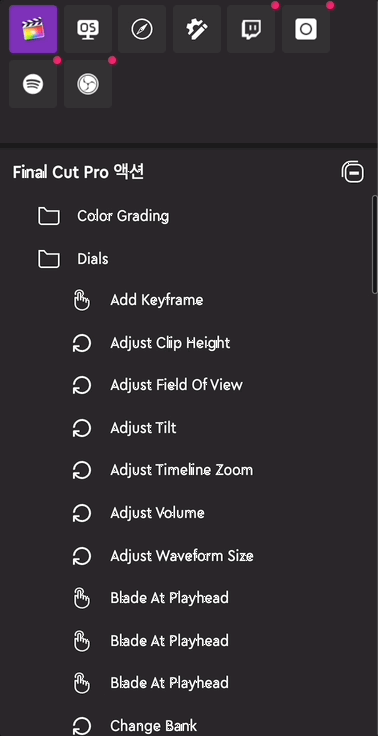 OS
Final Cut Pro 액션
Color Grading
Dials
Add Keyframe
Adjust Clip Height
Adjust Field Of View
Adjust Tilt
Adjust Timeline Zoom
Adjust Volume
Adjust Waveform Size
Blade At Playhead
Blade At Playhead
Blade At Playhead
Change Bank